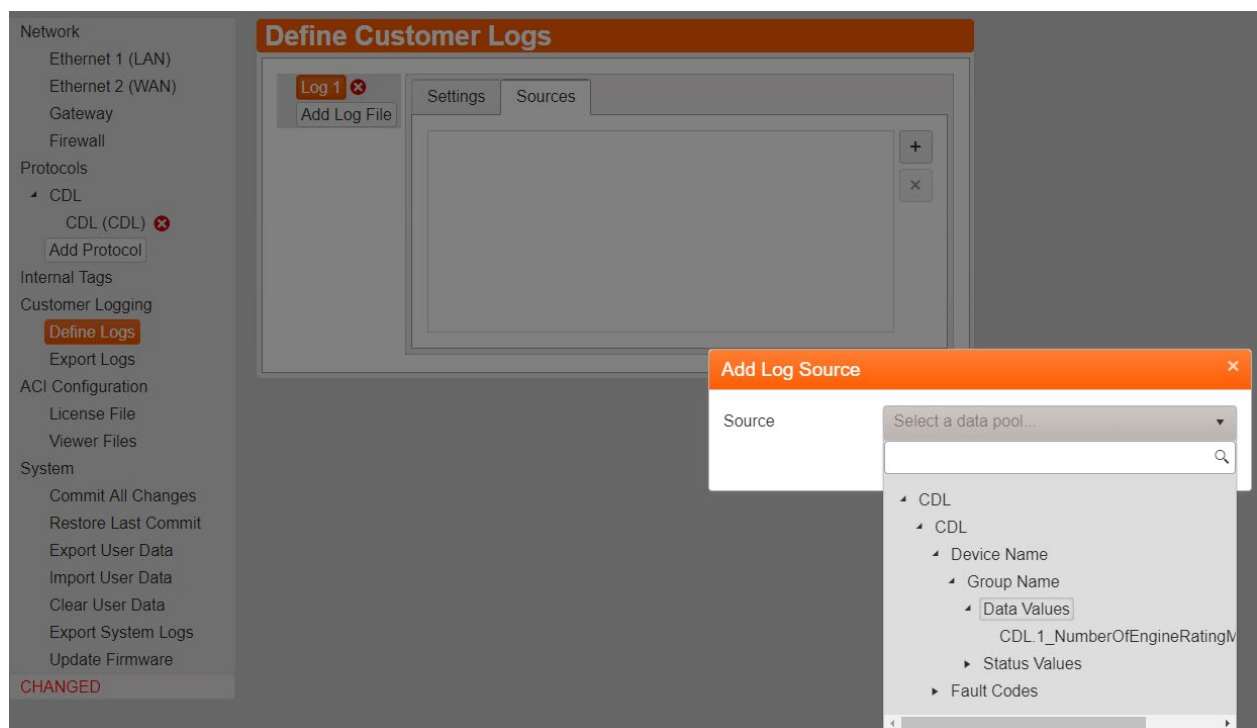 Network
Ethernet 1 (LAN)
Ethernet 2 (WAN)
Gateway
Firewall
Protocols
CDL
CDL (CDL)
Add Protocol
Internal Tags
Customer Logging
Define Logs
Export Logs
ACI Configuration
License File
Viewer Files
System
Commit All Changes
Restore Last Commit
Export User Data
Import User Data
Clear User Data
Export System Logs
Update Firmware
CHANGED
Define Customer Logs
Log 1
Add Log File
Settings
Sources
Add Log Source
Source
Select a data pool...
CDL
CDL
Device Name
Group Name
Data Values
CDL.1_NumberOfEngineRatingM
Status Values
Fault Codes